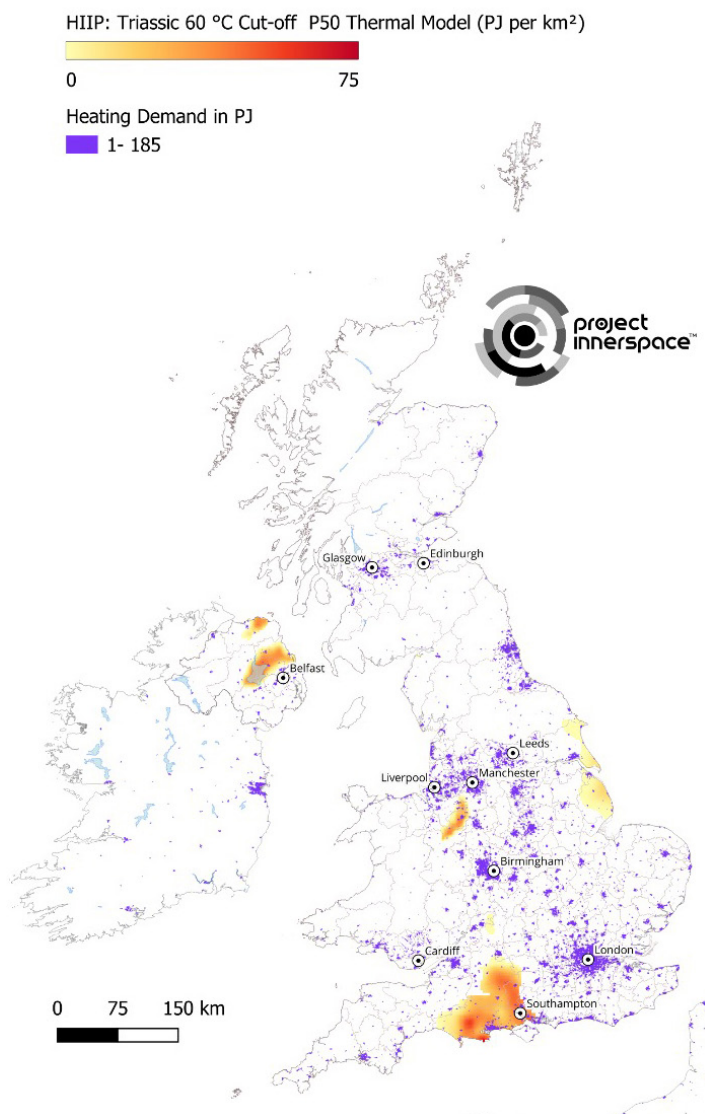 HIIP: Triassic 60 °C Cut-off  P50 Thermal Model (PJ per km²)
0 75
Heating Demand in PJ
1- 185
project
innerspace™
Glasgow
Edinburgh
Belfast
Leeds
Liverpool
Manchester
Birmingham
Cardiff
London
Southampton
0 75 150 km